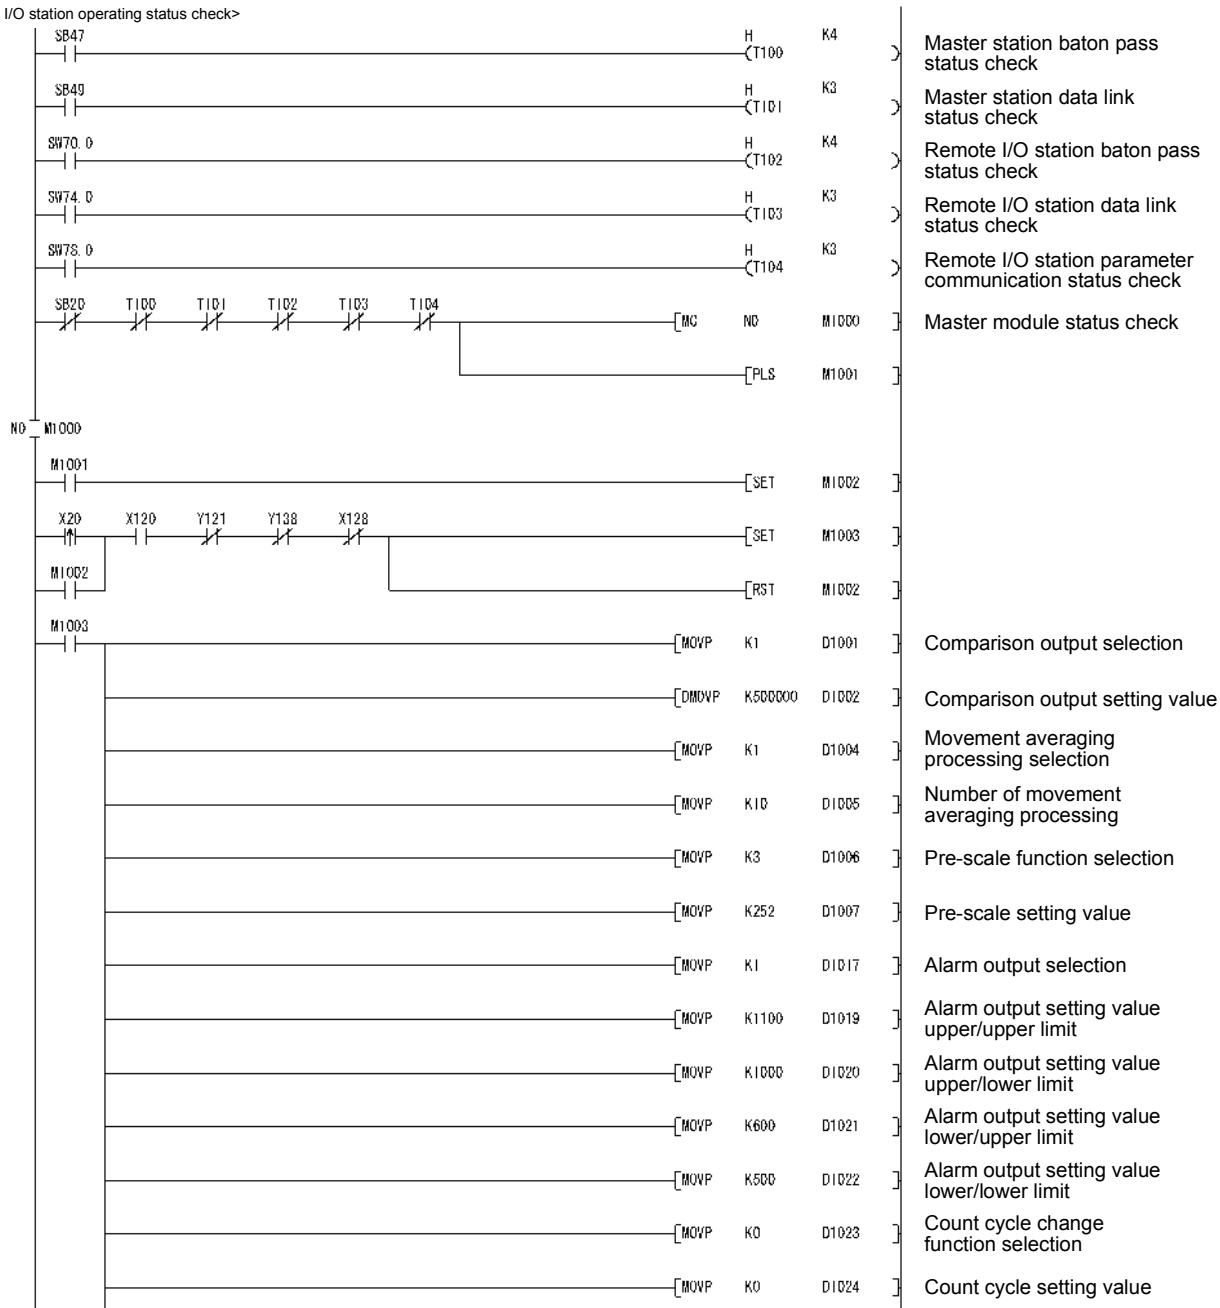 I/O station operating status check>
SB47 H K4
(T100 ) Master station baton pass status check
SB49 H K3
(T101 ) Master station data link status check
SW70.0 H K4
(T102 ) Remote I/O station baton pass status check
SW74.0 H K3
(T103 ) Remote I/O station data link status check
SW78.0 H K3
(T104 ) Remote I/O station parameter communication status check
SB20 T100 T101 T102 T103 T104
[MC N0 M1000 ] Master module status check
[PLS M1001 ]
N0 M1000
M1001
[SET M1002 ]
X20 X120 Y121 Y138 X128
[SET M1003 ]
M1002
[RST M1002 ]
M1003
[MOVP K1 D1001 ] Comparison output selection
[DMOVP K500000 D1002 ] Comparison output setting value
[MOVP K1 D1004 ] Movement averaging processing selection
[MOVP K10 D1005 ] Number of movement averaging processing
[MOVP K3 D1006 ] Pre-scale function selection
[MOVP K252 D1007 ] Pre-scale setting value
[MOVP K1 D1017 ] Alarm output selection
[MOVP K1100 D1019 ] Alarm output setting value upper/upper limit
[MOVP K1000 D1020 ] Alarm output setting value upper/lower limit
[MOVP K600 D1021 ] Alarm output setting value lower/upper limit
[MOVP K500 D1022 ] Alarm output setting value lower/lower limit
[MOVP K0 D1023 ] Count cycle change function selection
[MOVP K0 D1024 ] Count cycle setting value